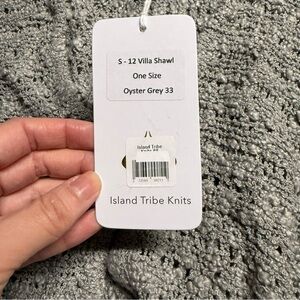 S - 12 Villa Shawl
One Size
Oyster Grey 33
Island Tribe
Island Tribe Knits